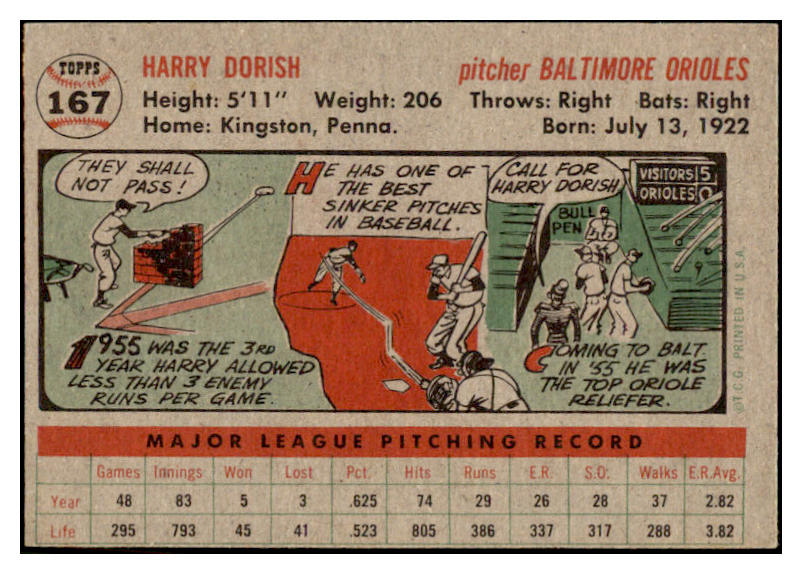 TOPPS
167
HARRY DORISH
pitcher BALTIMORE ORIOLES
Height: 5'11" Weight: 206 Throws: Right Bats: Right
Home: Kingston, Penna. Born: July 13, 1922
THEY SHALL
NOT PASS!
1955 WAS THE 3RD
YEAR HARRY ALLOWED
LESS THAN 3 ENEMY
RUNS PER GAME.
HE HAS ONE OF
THE BEST
SINKER PITCHES
IN BASEBALL.
CALL FOR
HARRY DORISH
VISITORS 5
ORIOLES 0
BULL
PEN
COMING TO BALT
IN '55 HE WAS
THE TOP ORIOLE
RELIEFER.
©T.C.G. PRINTED IN U.S.A.
MAJOR LEAGUE PITCHING RECORD
Games Innings Won Lost Pct. Hits Runs E.R. S.O. Walks E.R.Avg.
Year 48 83 5 3 .625 74 29 26 28 37 2.82
Life 295 793 45 41 .523 805 386 337 317 288 3.82